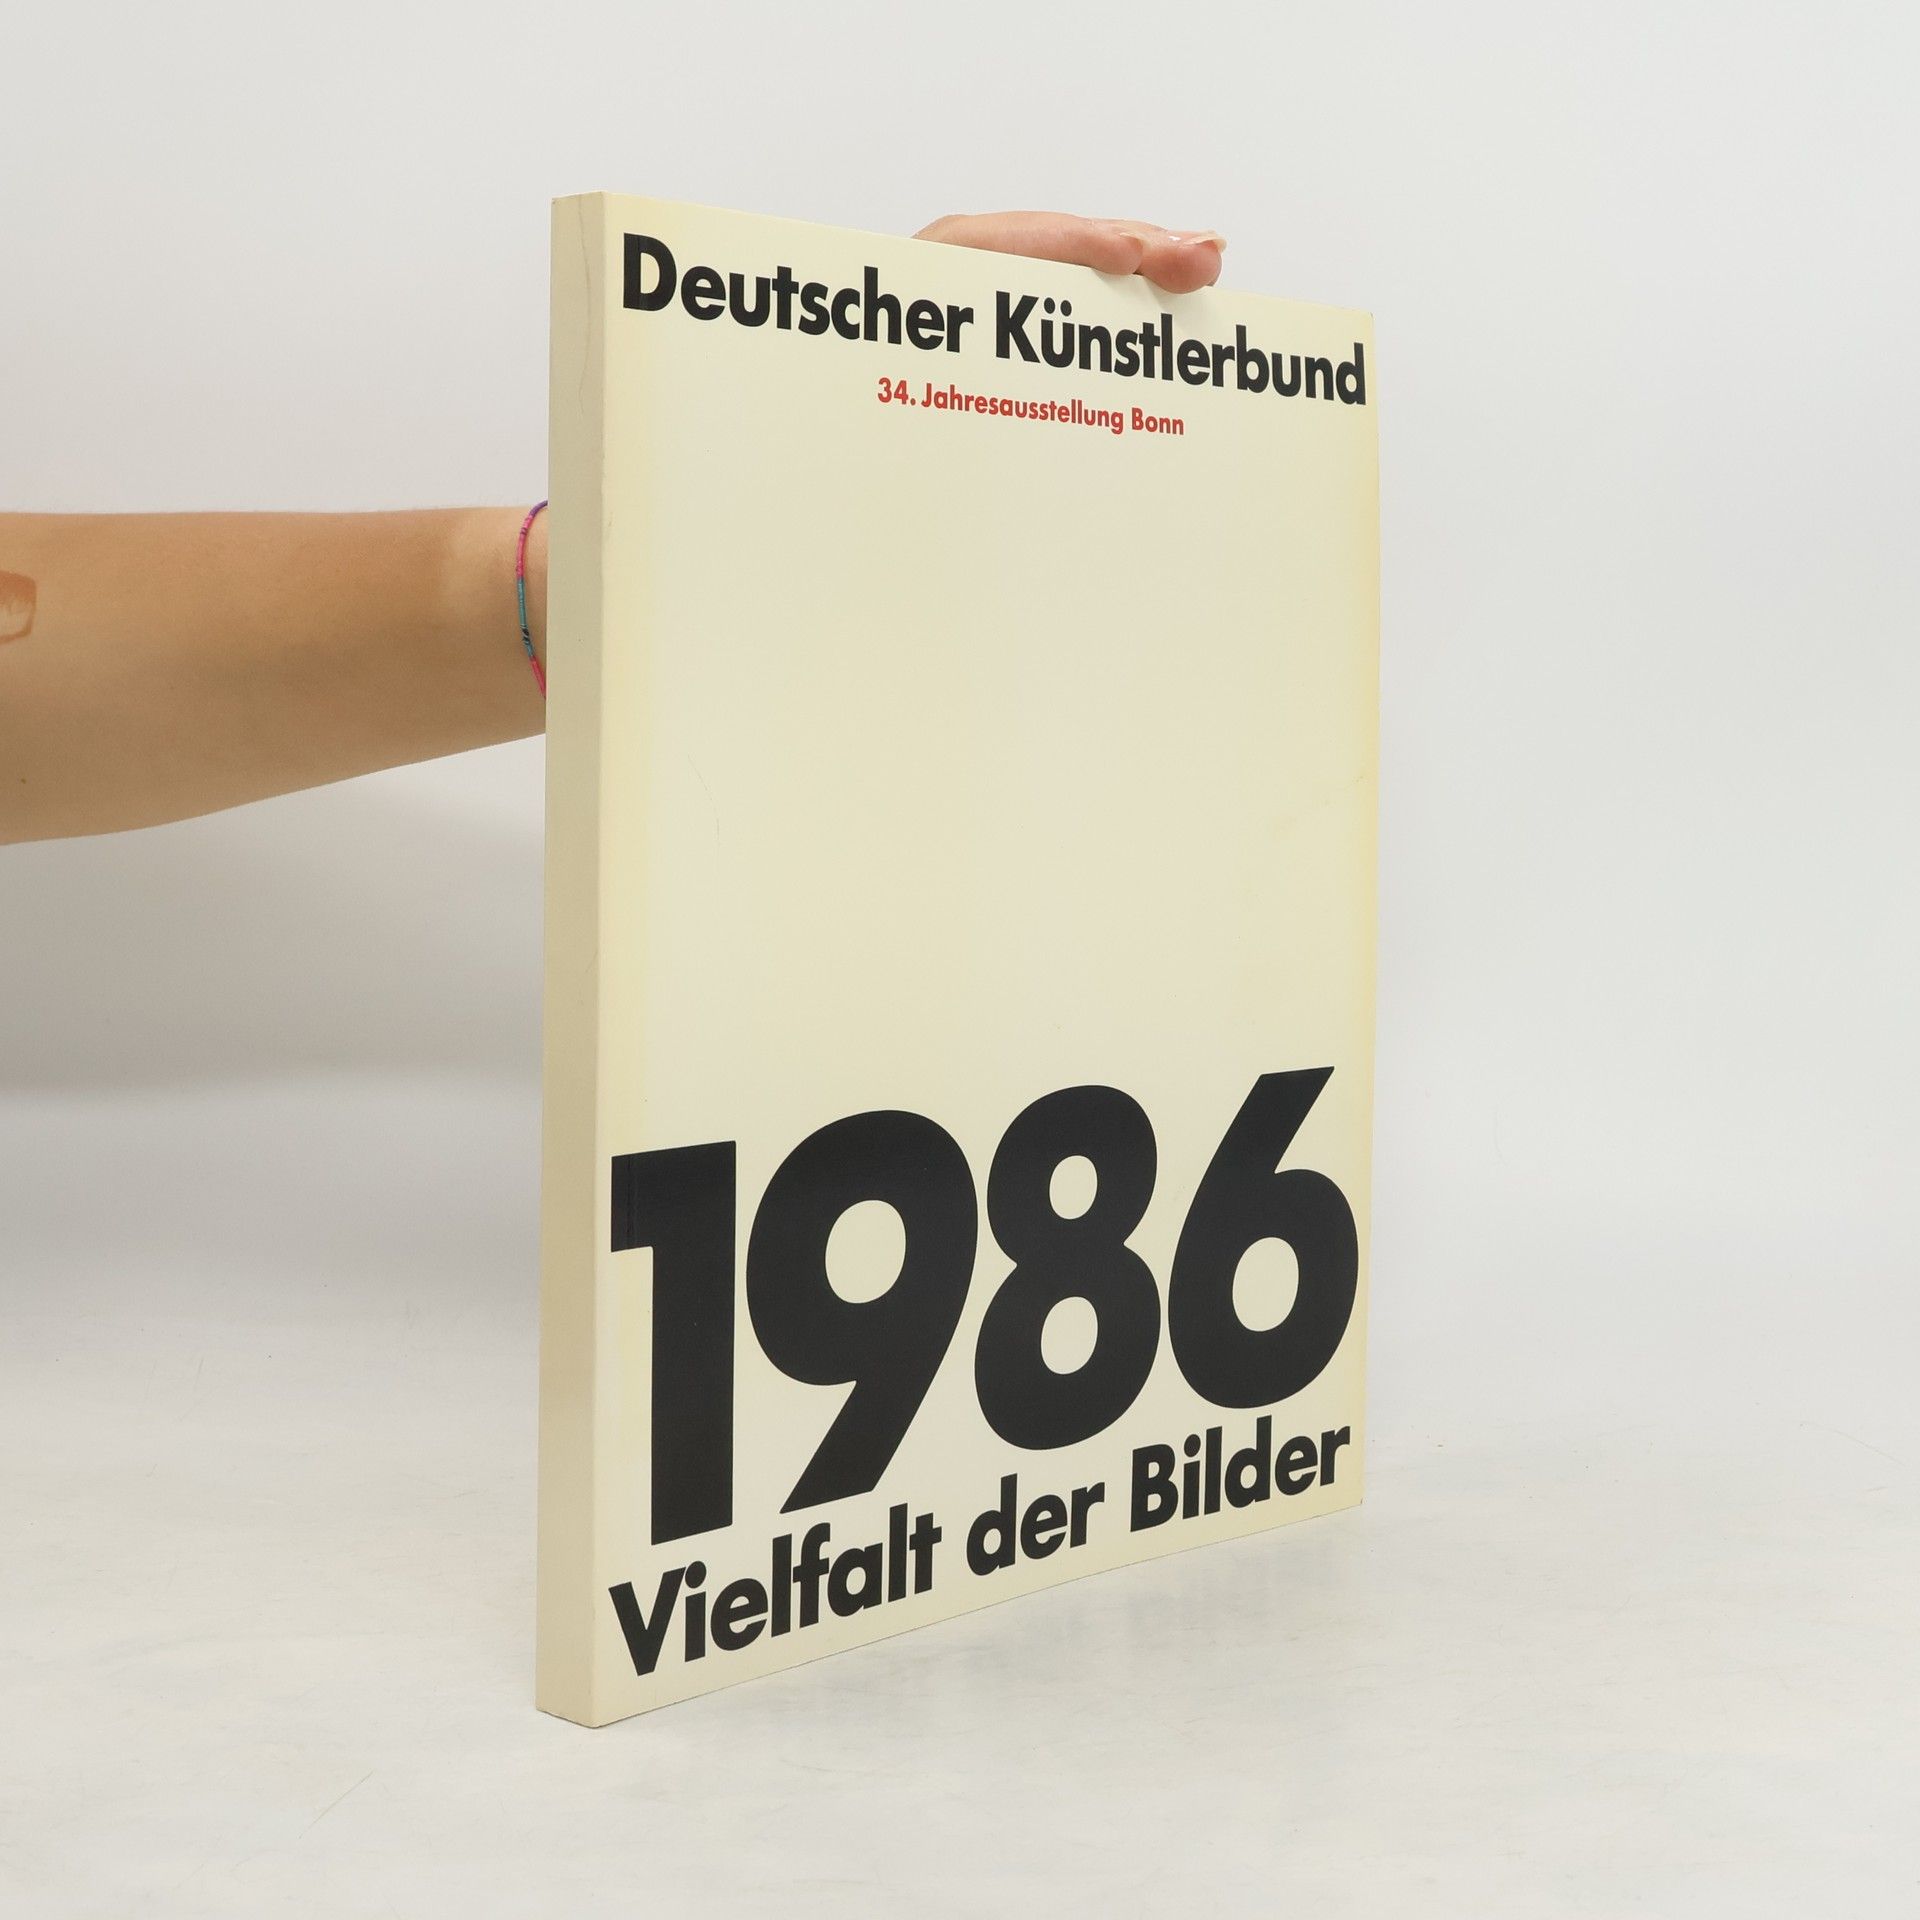 Deutscher Künstlerbund
34. Jahresausstellung Bonn
1986
Vielfalt der Bilder